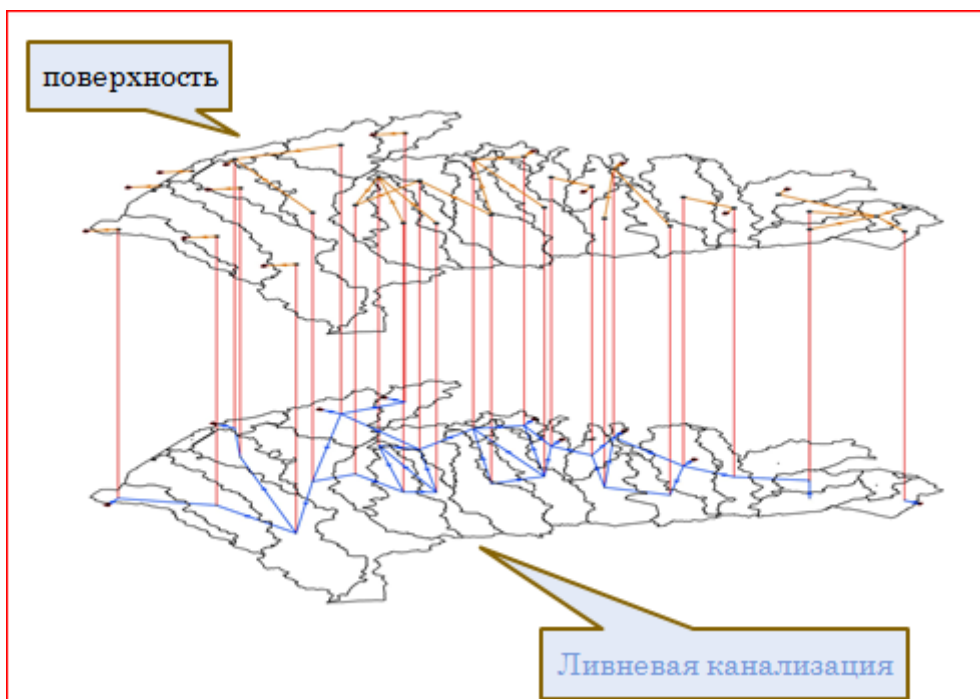 поверхность
Ливневая канализация